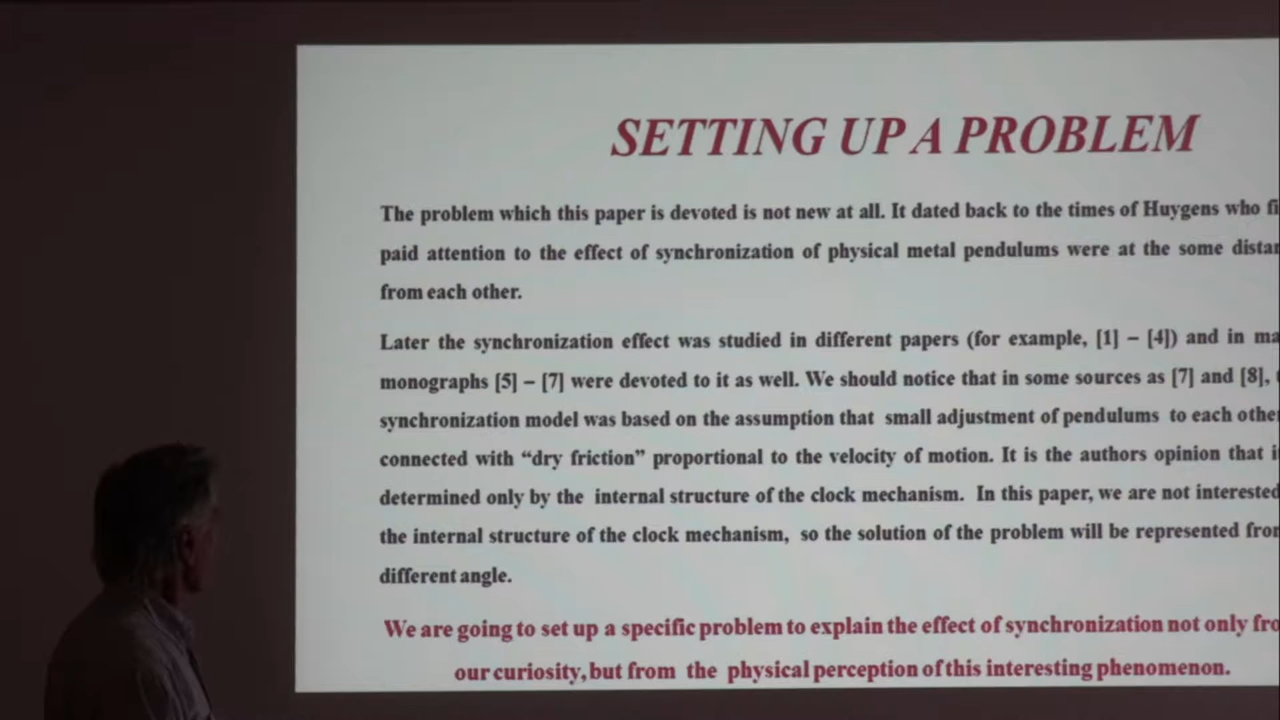 SETTING UP A PROBLEM
The problem which this paper is devoted is not new at all. It dated back to the times of Huygens who
paid attention to the effect of synchronization of physical metal pendulums were at the some
from each other.
Later the synchronization effect was studied in different papers (for example, [1] – [4]) and in
monographs [5] – [7] were devoted to it as well. We should notice that in some sources as [7] and [8],
synchronization model was based on the assumption that small adjustment of pendulums to each other
connected with “dry friction” proportional to the velocity of motion. It is the authors opinion that
determined only by the internal structure of the clock mechanism. In this paper, we are not interested
the internal structure of the clock mechanism, so the solution of the problem will be represented
different angle.
We are going to set up a specific problem to explain the effect of synchronization not only
our curiosity, but from the physical perception of this interesting phenomenon.